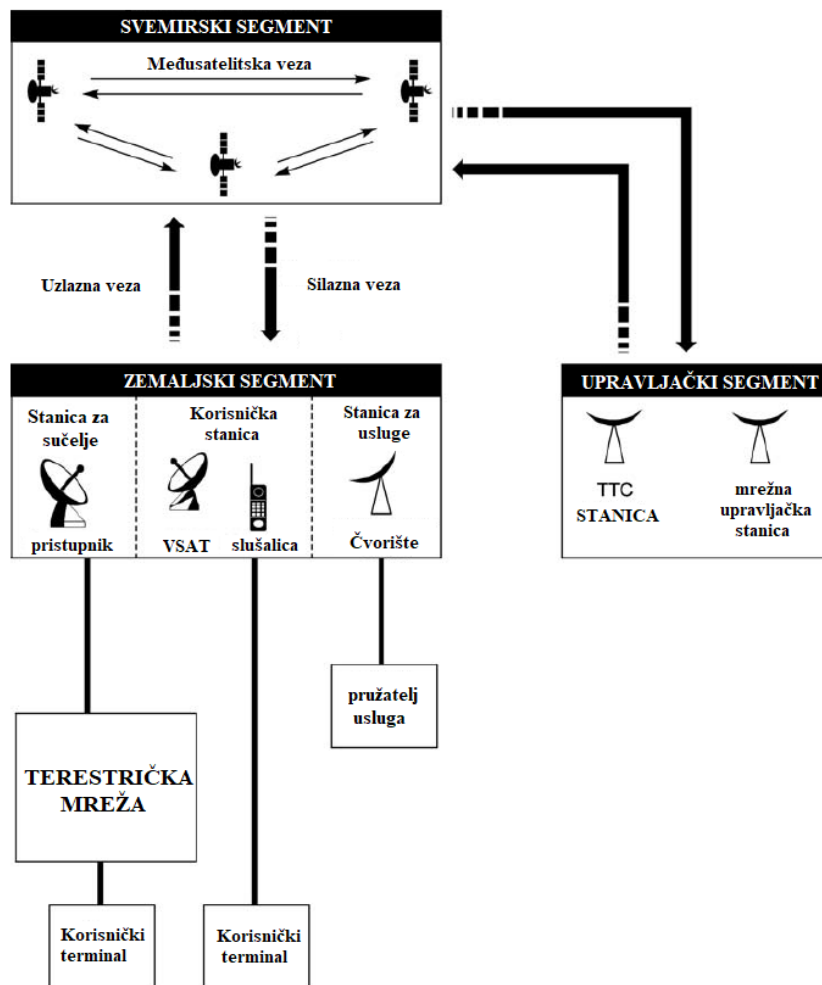 SVEMIRSKI SEGMENT
Međusatelitska veza
Uzlazna veza
Silazna veza
ZEMALJSKI SEGMENT
Stanica za
sučelje
pristupnik
Korisnička
stanica
VSAT
slušalica
Stanica za
usluge
Čvorište
UPRAVLJAČKI SEGMENT
TTC
STANICA
mrežna
upravljačka
stanica
pružatelj
usluga
TERESTRIČKA
MREŽA
Korisnički
terminal
Korisnički
terminal